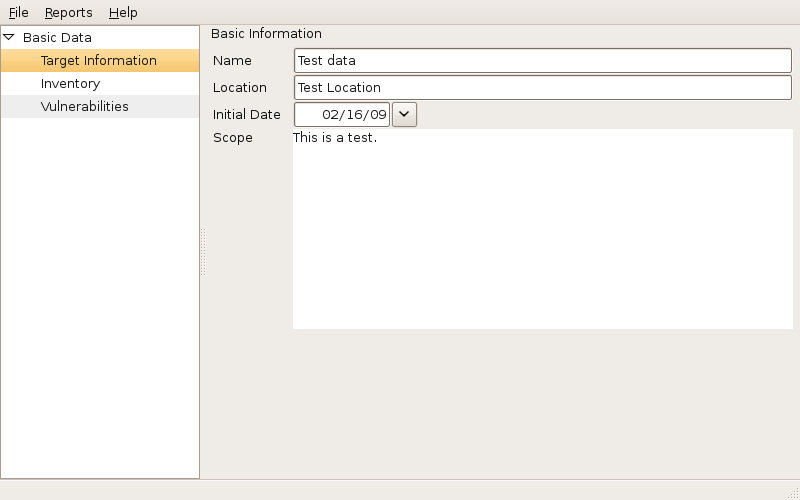 File Reports Help
Basic Data
Target Information
Inventory
Vulnerabilities
Basic Information
Name Test data
Location Test Location
Initial Date 02/16/09
Scope This is a test.